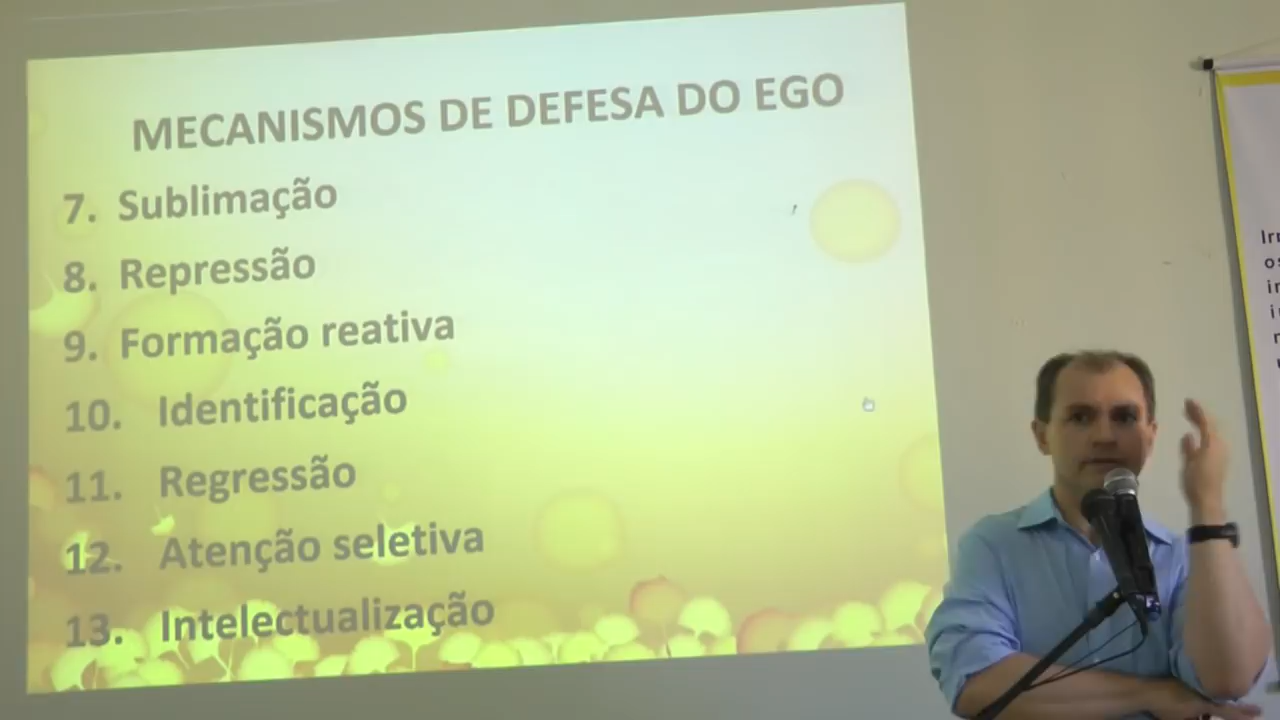 MECANISMOS DE DEFESA DO EGO
7. Sublimação
8. Repressão
9. Formação reativa
10. Identificação
11. Regressão
12. Atenção seletiva
13. Intelectualização